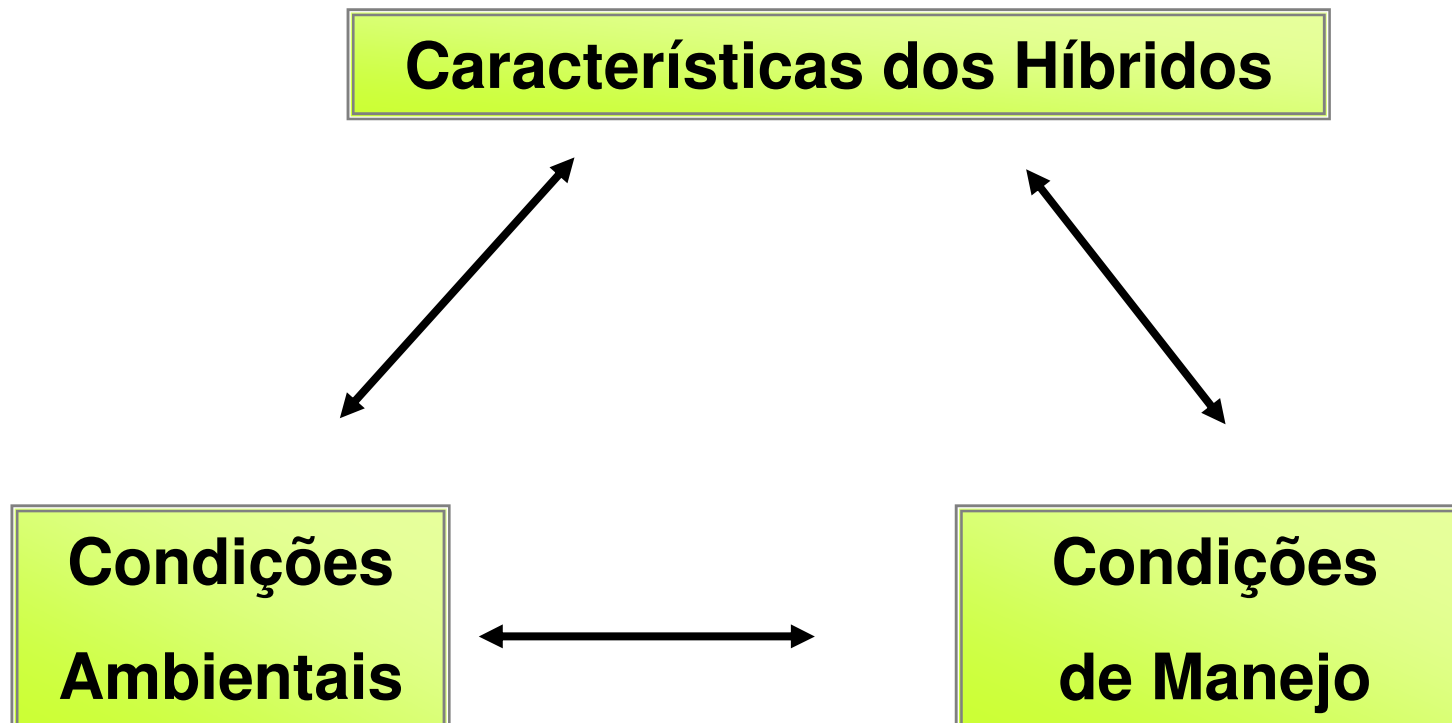 Características dos Híbridos
Condições
Ambientais
Condições
de Manejo